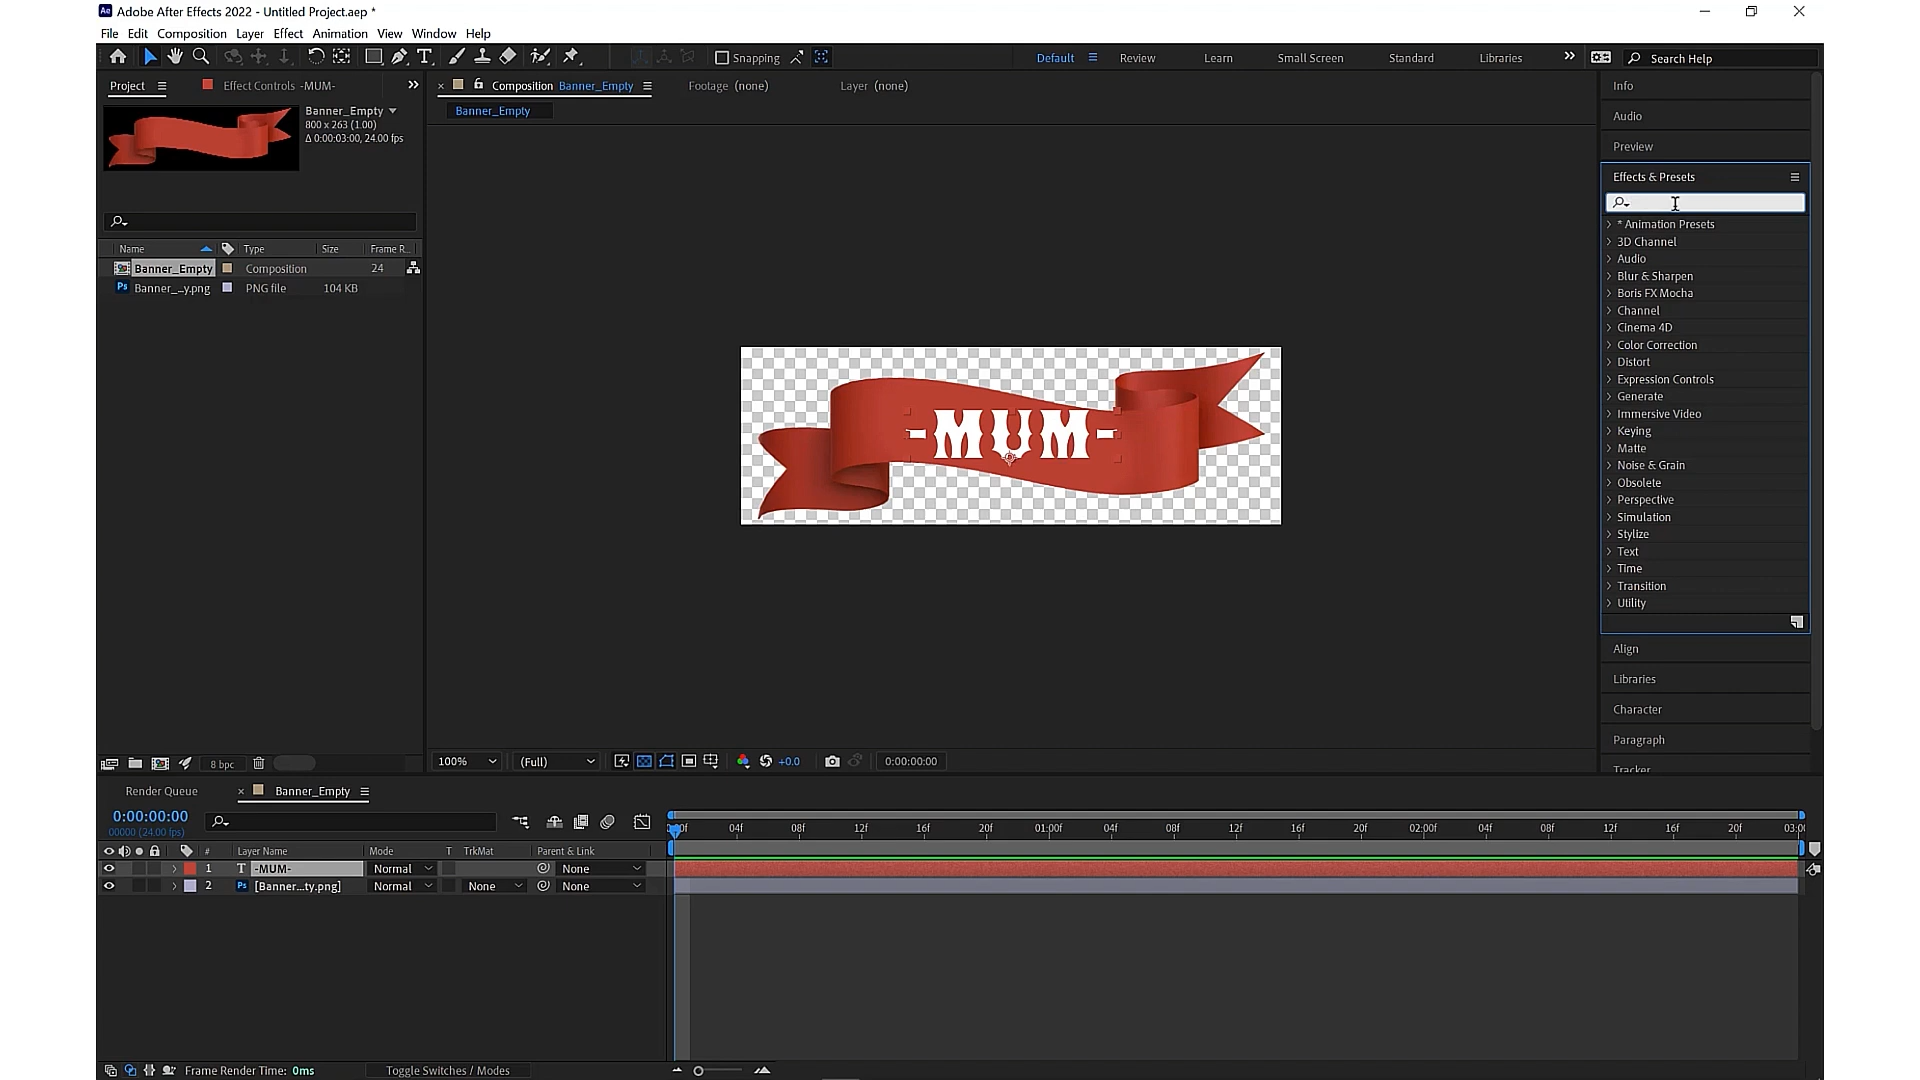 Ae Adobe After Effects 2022 - Untitled Project.aep *
File Edit Composition Layer Effect Animation View Window Help
Snapping
Default Review Learn Small Screen Standard Libraries Search Help
Project Effect Controls -MUM-
Banner_Empty
800 x 263 (1.00)
Δ 0:00:03:00, 24.00 fps
Name Type Size Frame R...
Banner_Empty Composition 24
Ps Banner_...y.png PNG file 104 KB
8 bpc
Composition Banner_Empty Footage (none) Layer (none)
Banner_Empty
-MUM-
100% (Full) +0.0 0:00:00:00
Info
Audio
Preview
Effects & Presets
* Animation Presets
3D Channel
Audio
Blur & Sharpen
Boris FX Mocha
Channel
Cinema 4D
Color Correction
Distort
Expression Controls
Generate
Immersive Video
Keying
Matte
Noise & Grain
Obsolete
Perspective
Simulation
Stylize
Text
Time
Transition
Utility
Align
Libraries
Character
Paragraph
Tracker
Render Queue Banner_Empty
0:00:00:00
00000 (24.00 fps)
04f 08f 12f 16f 20f 01:00f 04f 08f 12f 16f 20f 02:00f 04f 08f 12f 16f 20f
# Layer Name Mode T TrkMat Parent & Link
1 T -MUM- Normal None
2 Ps [Banner...ty.png] Normal None None
Frame Render Time: 0ms Toggle Switches / Modes